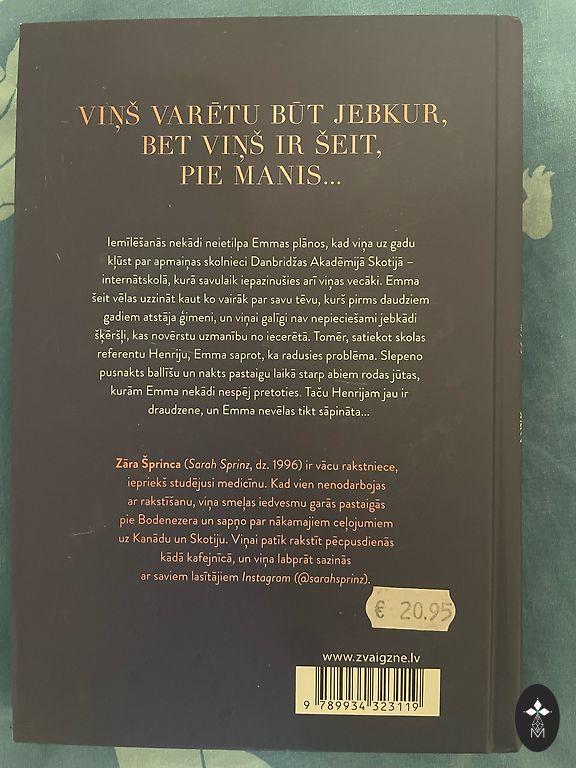 VIŅŠ VARĒTU BŪT JEBKUR,
BET VIŅŠ IR ŠEIT,
PIE MANIS...
Iemīlēšanās nekādi neietilpa Emmas plānos, kad viņa uz gadu
kļūst par apmaiņas skolnieci Danbridžas Akadēmijā Skotijā –
internātskolā, kurā savulaik iepazinušies arī viņas vecāki. Emma
šeit vēlas uzzināt kaut ko vairāk par savu tēvu, kurš pirms daudziem
gadiem atstāja ģimeni, un viņai galīgi nav nepieciešami jebkādi
šķēršļi, kas novērstu uzmanību no iecerētā. Tomēr, satiekot skolas
referentu Henriju, Emma saprot, ka radusies problēma. Slepeno
pusnakts ballīšu un nakts pastaigu laikā starp abiem rodas jūtas,
kurām Emma nekādi nespēj pretoties. Taču Henrijam jau ir
draudzene, un Emma nevēlas tikt sāpināta...
Zāra Šprinca (Sarah Sprinz, dz. 1996) ir vācu rakstniece,
iepriekš studējusi medicīnu. Kad vien nenodarbojas
ar rakstīšanu, viņa smeļas iedvesmu garās pastaigās
pie Bodenezera un sapņo par nākamajiem ceļojumiem
uz Kanādu un Skotiju. Viņai patīk rakstīt pēcpusdienās
kādā kafejnīcā, un viņa labprāt sazinās
ar saviem lasītājiem Instagram (@sarahsprinz).
€ 20.95
www.zvaigzne.lv
9 789934 323119
M